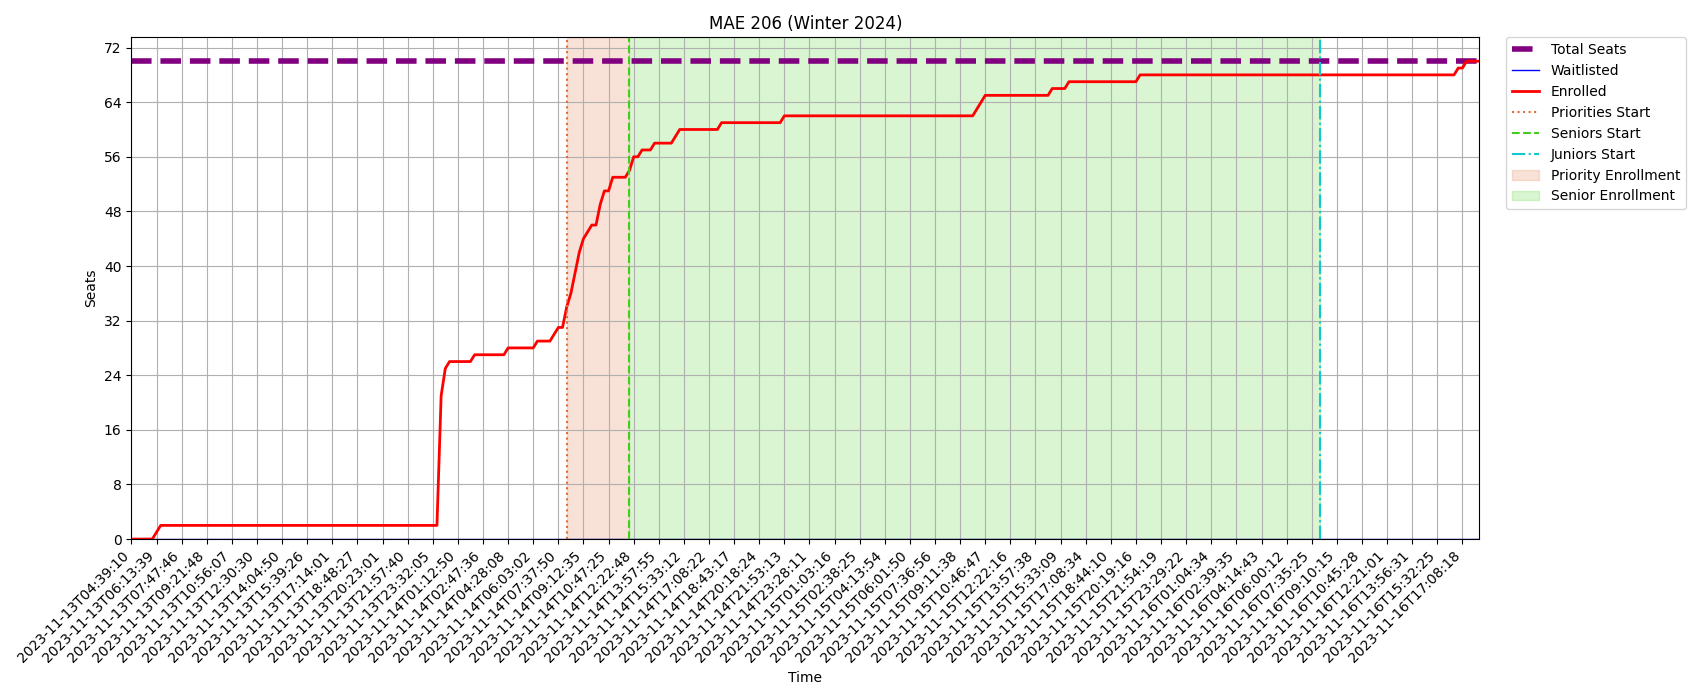 MAE 206 (Winter 2024)
72
64
56
48
40
32
24
16
8
0
Seats
2023-11-13T04:39:10
2023-11-13T06:13:39
2023-11-13T07:47:46
2023-11-13T09:21:48
2023-11-13T10:56:07
2023-11-13T12:30:30
2023-11-13T14:04:50
2023-11-13T15:39:26
2023-11-13T17:14:01
2023-11-13T18:48:27
2023-11-13T20:23:01
2023-11-13T21:57:40
2023-11-13T23:32:05
2023-11-14T01:12:50
2023-11-14T02:47:36
2023-11-14T04:28:08
2023-11-14T06:03:02
2023-11-14T07:37:50
2023-11-14T09:12:35
2023-11-14T10:47:25
2023-11-14T12:22:48
2023-11-14T13:57:55
2023-11-14T15:33:12
2023-11-14T17:08:22
2023-11-14T18:43:17
2023-11-14T20:18:24
2023-11-14T21:53:13
2023-11-14T23:28:11
2023-11-15T01:03:16
2023-11-15T02:38:25
2023-11-15T04:13:54
2023-11-15T06:01:50
2023-11-15T07:36:56
2023-11-15T09:11:38
2023-11-15T10:46:47
2023-11-15T12:22:16
2023-11-15T13:57:38
2023-11-15T15:33:09
2023-11-15T17:08:34
2023-11-15T18:44:10
2023-11-15T20:19:16
2023-11-15T21:54:19
2023-11-15T23:29:22
2023-11-16T01:04:34
2023-11-16T02:39:35
2023-11-16T04:14:43
2023-11-16T06:00:12
2023-11-16T07:35:25
2023-11-16T09:10:15
2023-11-16T10:45:28
2023-11-16T12:21:01
2023-11-16T13:56:31
2023-11-16T15:32:25
2023-11-16T17:08:18
Time
Total Seats
Waitlisted
Enrolled
Priorities Start
Seniors Start
Juniors Start
Priority Enrollment
Senior Enrollment